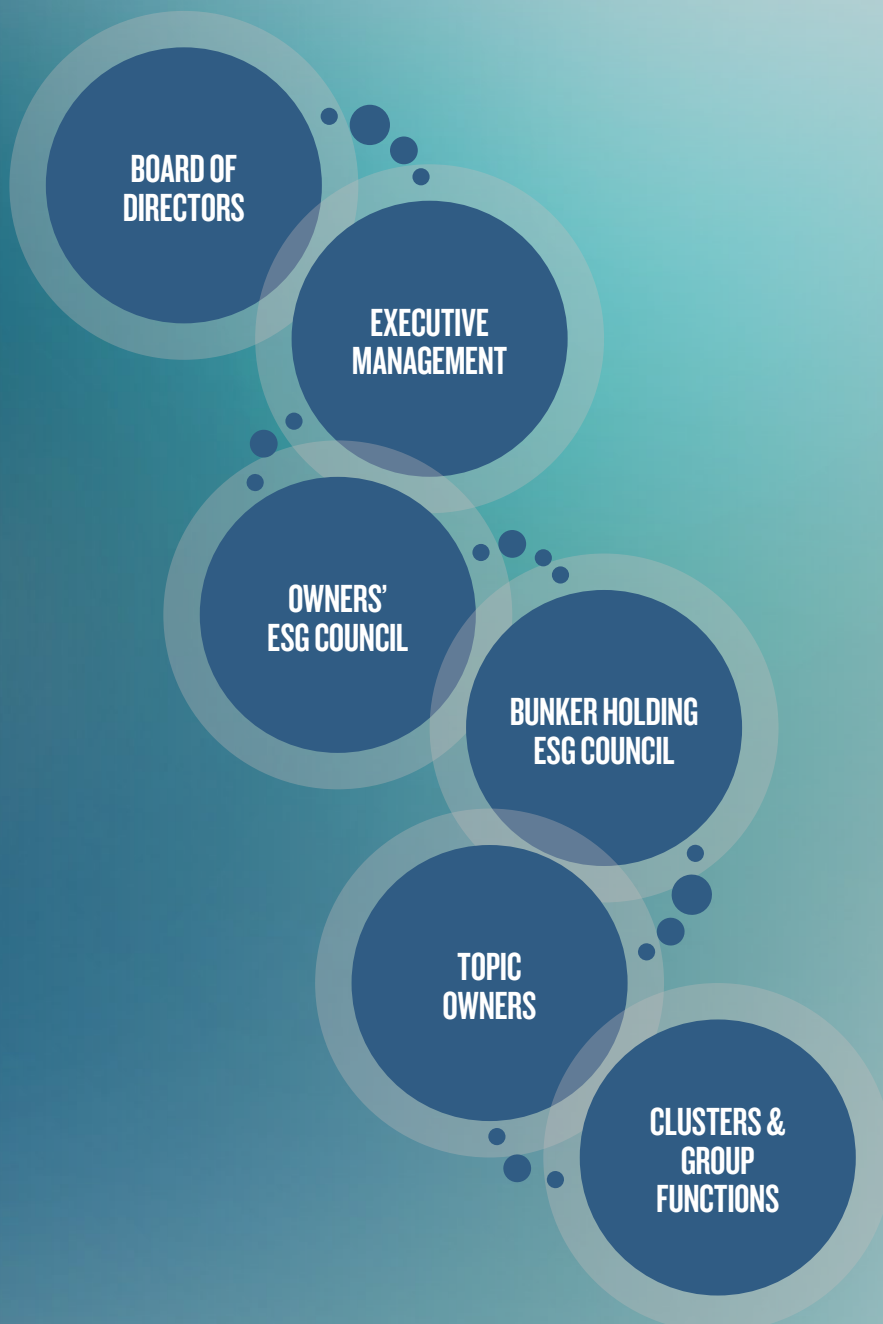 BOARD OF
DIRECTORS
EXECUTIVE
MANAGEMENT
OWNERS’
ESG COUNCIL
BUNKER HOLDING
ESG COUNCIL
TOPIC
OWNERS
CLUSTERS &
GROUP
FUNCTIONS